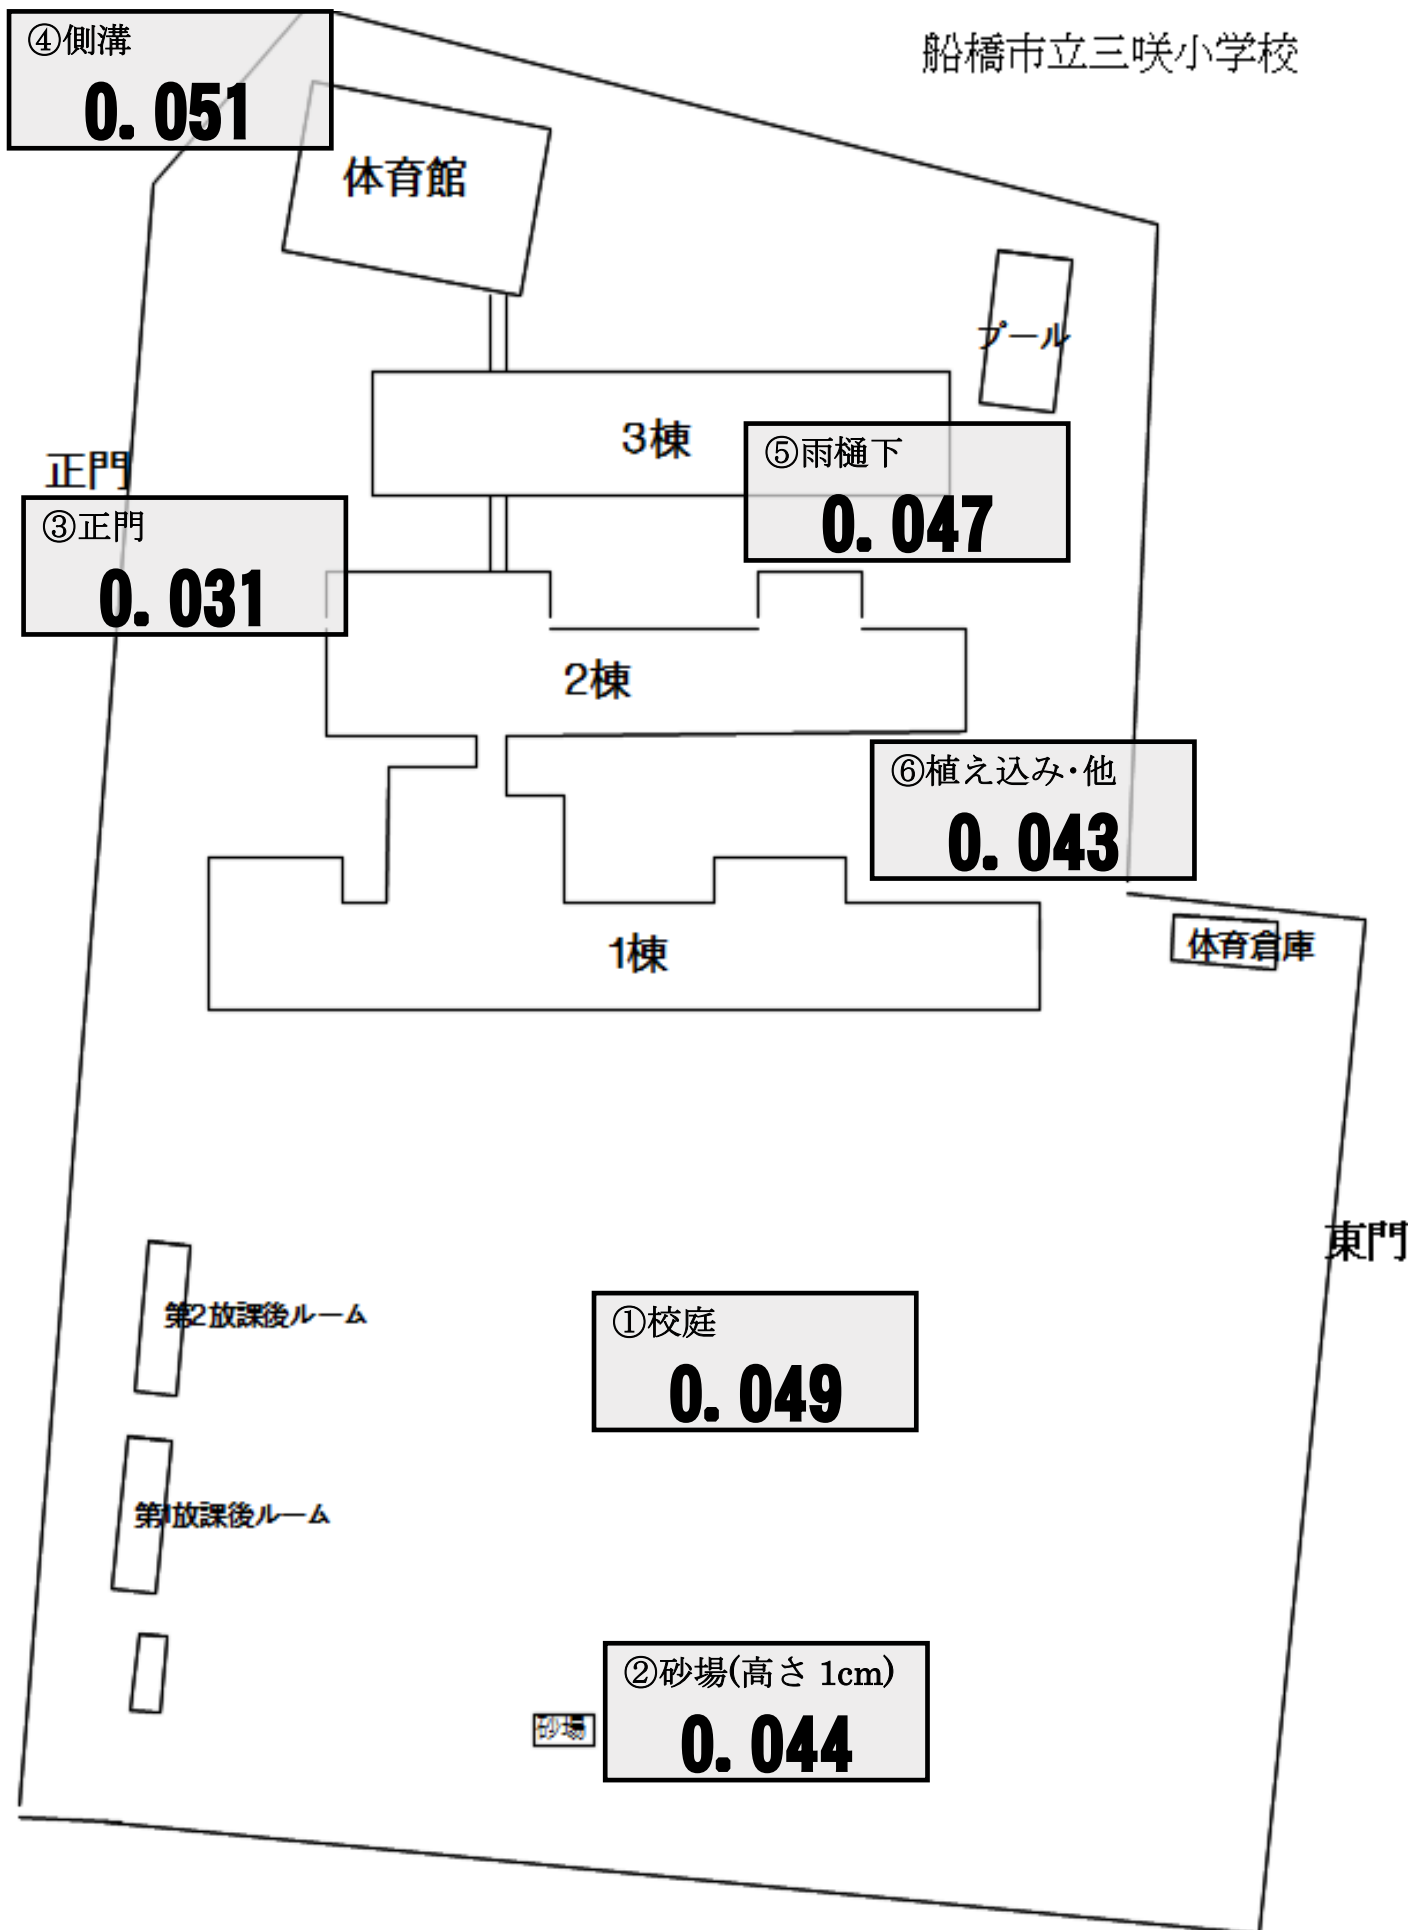 船橋市立三咲小学校
④側溝
0.051
体育館
プール
3棟
⑤雨樋下
0.047
正門
③正門
0.031
2棟
⑥植え込み・他
0.043
1棟
体育倉庫
東門
第2放課後ルーム
①校庭
0.049
第1放課後ルーム
②砂場(高さ 1cm)
0.044
砂場